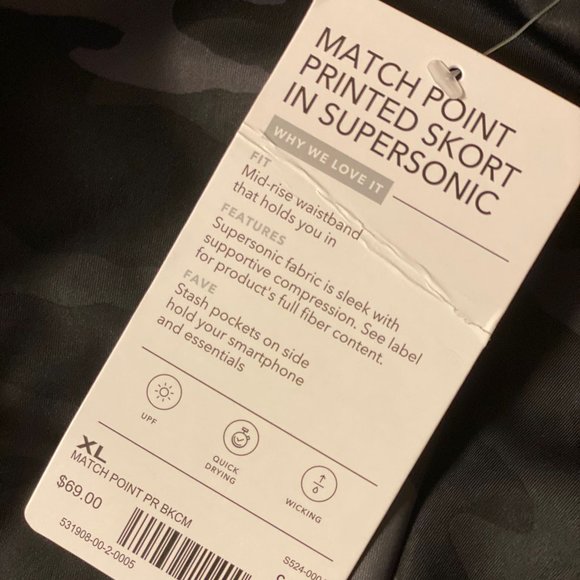 MATCH POINT
PRINTED SKORT
IN SUPERSONIC
WHY WE LOVE IT
FIT
Mid-rise waistband
that holds you in
FEATURES
Supersonic fabric is sleek with
supportive compression. See label
for product's full fiber content.
FAVE
Stash pockets on side
hold your smartphone
and essentials
UPF
QUICK
DRYING
WICKING
XL
MATCH POINT PR BKCM
$69.00
531908-00-2-0005
S524-000